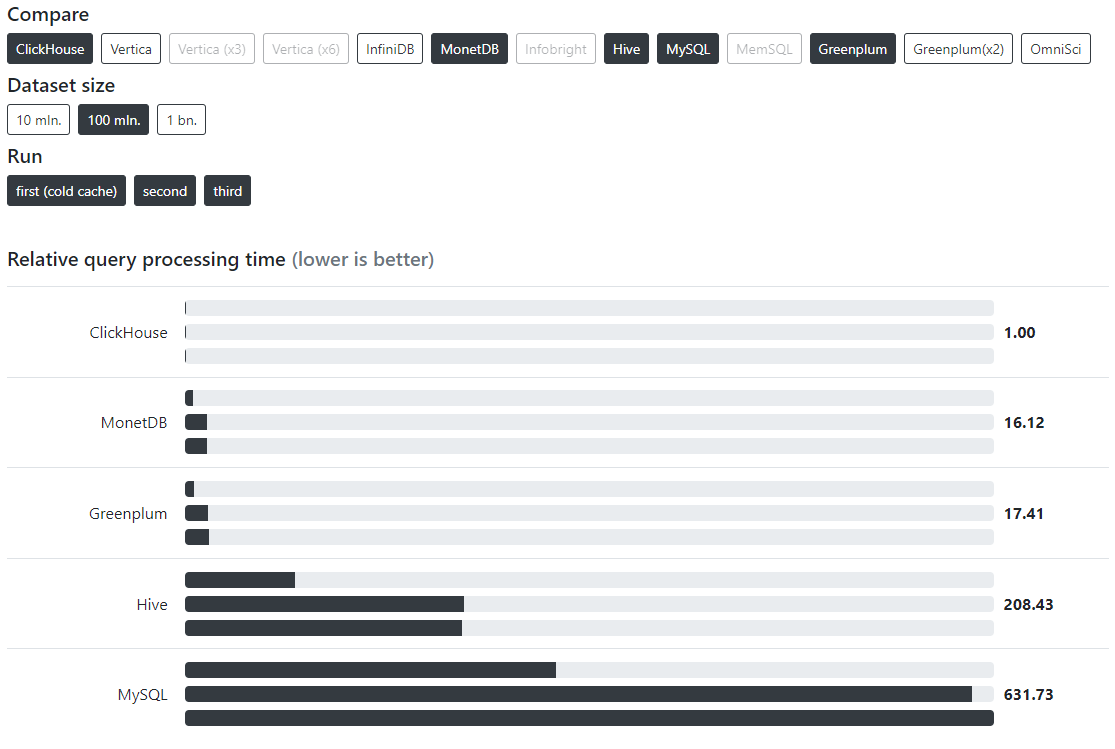 Compare
ClickHouse Vertica Vertica (x3) Vertica (x6) InfiniDB MonetDB Infobright Hive MySQL MemSQL Greenplum Greenplum(x2) OmniSci
Dataset size
10 mln. 100 mln. 1 bn.
Run
first (cold cache) second third
Relative query processing time (lower is better)
ClickHouse 1.00
MonetDB 16.12
Greenplum 17.41
Hive 208.43
MySQL 631.73